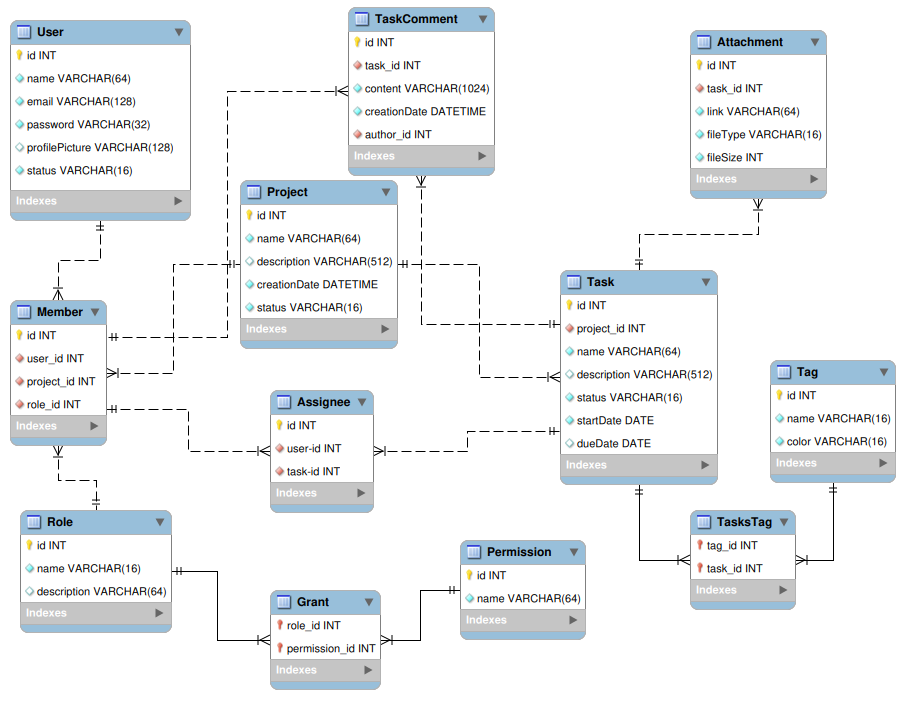 User
id INT
name VARCHAR(64)
email VARCHAR(128)
password VARCHAR(32)
profilePicture VARCHAR(128)
status VARCHAR(16)
Indexes
TaskComment
id INT
task_id INT
content VARCHAR(1024)
creationDate DATETIME
author_id INT
Indexes
Attachment
id INT
task_id INT
link VARCHAR(64)
fileType VARCHAR(16)
fileSize INT
Indexes
Project
id INT
name VARCHAR(64)
description VARCHAR(512)
creationDate DATETIME
status VARCHAR(16)
Indexes
Member
id INT
user_id INT
project_id INT
role_id INT
Indexes
Task
id INT
project_id INT
name VARCHAR(64)
description VARCHAR(512)
status VARCHAR(16)
startDate DATE
dueDate DATE
Indexes
Tag
id INT
name VARCHAR(16)
color VARCHAR(16)
Indexes
Assignee
id INT
user-id INT
task-id INT
Indexes
Role
id INT
name VARCHAR(16)
description VARCHAR(64)
Indexes
TasksTag
tag_id INT
task_id INT
Indexes
Permission
id INT
name VARCHAR(64)
Indexes
Grant
role_id INT
permission_id INT
Indexes